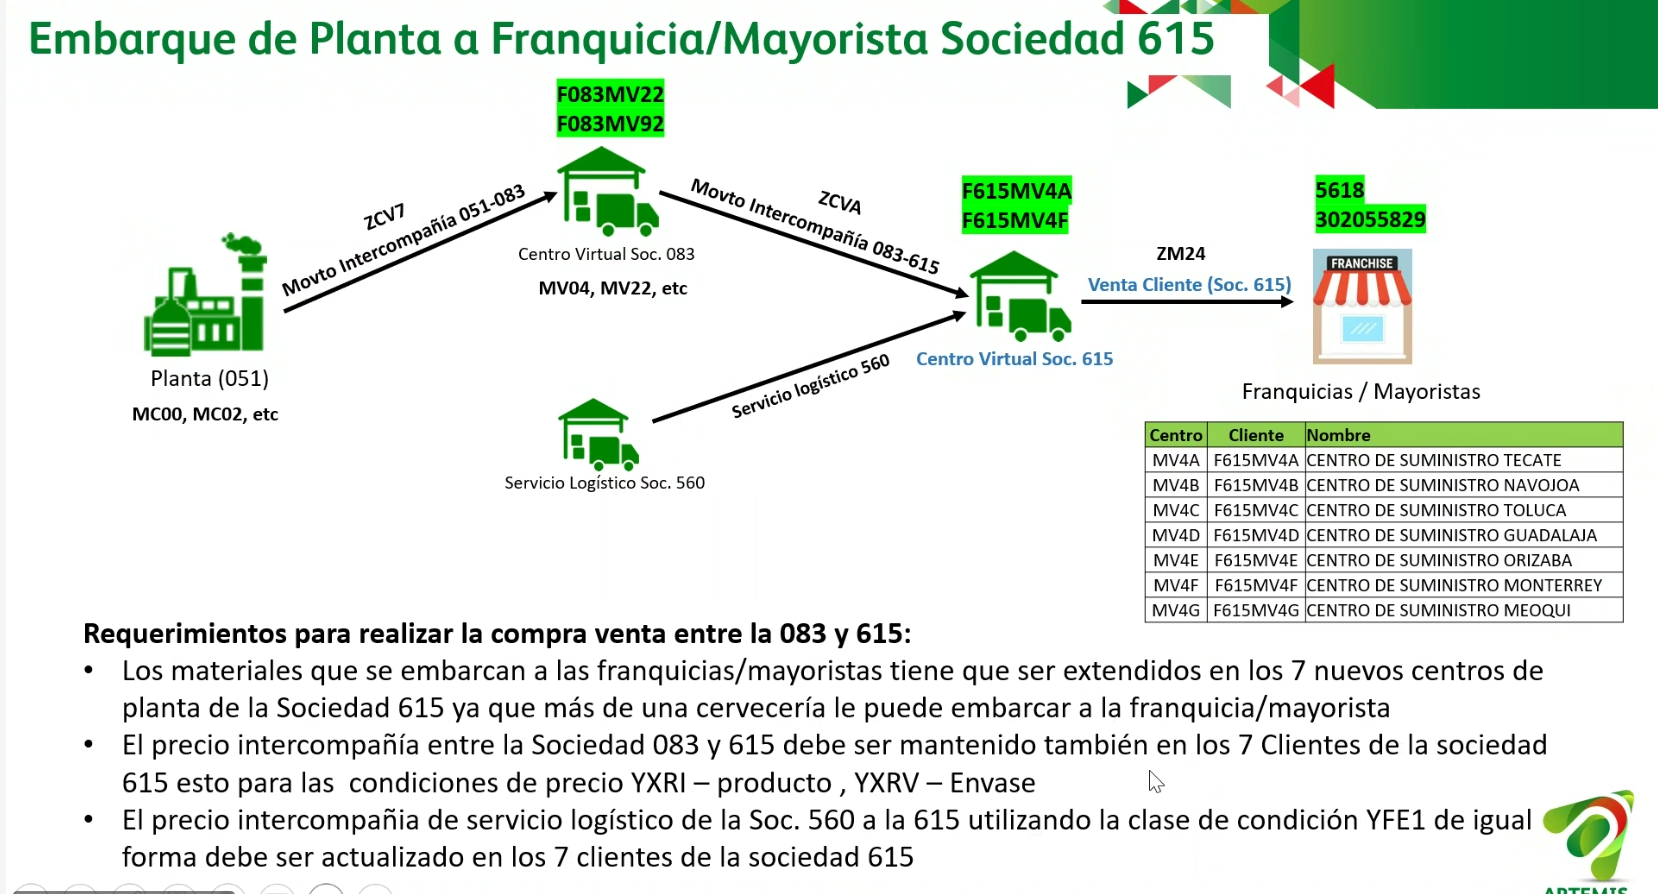 Embarque de Planta a Franquicia/Mayorista Sociedad 615
F083MV22
F083MV92
ZCV7
Movto Intercompañía 051-083
Centro Virtual Soc. 083
MV04, MV22, etc
ZCVA
Movto Intercompañía 083-615
F615MV4A
F615MV4F
5618
302055829
Planta (051)
MC00, MC02, etc
Servicio logístico 560
Servicio Logístico Soc. 560
Centro Virtual Soc. 615
ZM24
Venta Cliente (Soc. 615)
FRANCHISE
Franquicias / Mayoristas
Centro Cliente Nombre
MV4A F615MV4A CENTRO DE SUMINISTRO TECATE
MV4B F615MV4B CENTRO DE SUMINISTRO NAVOJOA
MV4C F615MV4C CENTRO DE SUMINISTRO TOLUCA
MV4D F615MV4D CENTRO DE SUMINISTRO GUADALAJA
MV4E F615MV4E CENTRO DE SUMINISTRO ORIZABA
MV4F F615MV4F CENTRO DE SUMINISTRO MONTERREY
MV4G F615MV4G CENTRO DE SUMINISTRO MEOQUI
Requerimientos para realizar la compra venta entre la 083 y 615:
• Los materiales que se embarcan a las franquicias/mayoristas tiene que ser extendidos en los 7 nuevos centros de
planta de la Sociedad 615 ya que más de una cervecería le puede embarcar a la franquicia/mayorista
• El precio intercompañía entre la Sociedad 083 y 615 debe ser mantenido también en los 7 Clientes de la sociedad
615 esto para las condiciones de precio YXRI – producto , YXRV – Envase
• El precio intercompañia de servicio logístico de la Soc. 560 a la 615 utilizando la clase de condición YFE1 de igual
forma debe ser actualizado en los 7 clientes de la sociedad 615
ARTEMIS